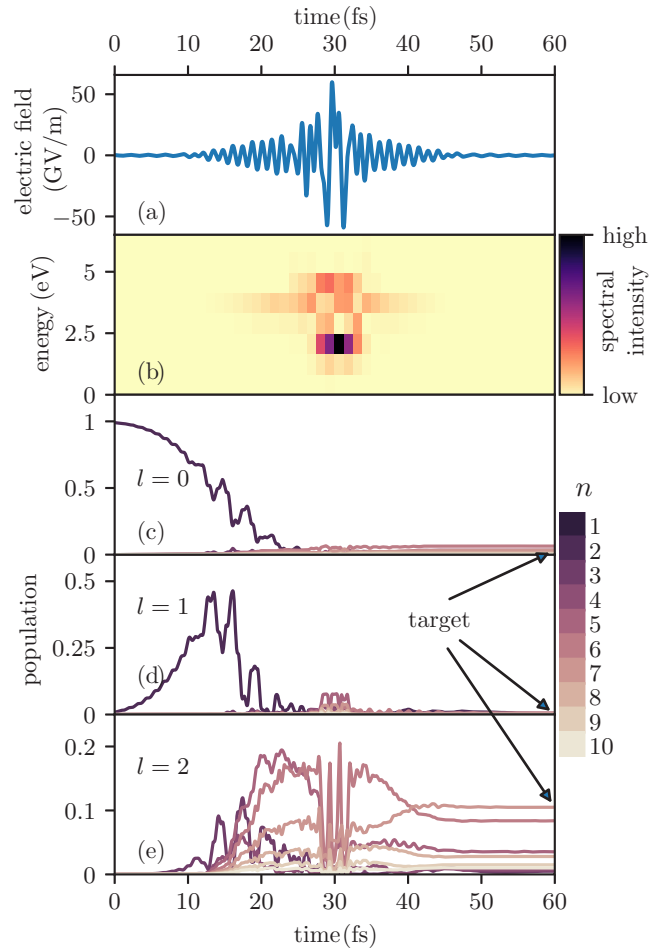 time(fs)
0 10 20 30 40 50 60
electric field
(GV/m)
50
0
−50
(a)
energy (eV)
5
2.5
0
(b)
high
low
spectral
intensity
1
0.5
0
l = 0
(c)
population
0.5
0.25
0
l = 1
(d)
target
0.2
0.1
0
l = 2
(e)
n
1
2
3
4
5
6
7
8
9
10
0 10 20 30 40 50 60
time(fs)